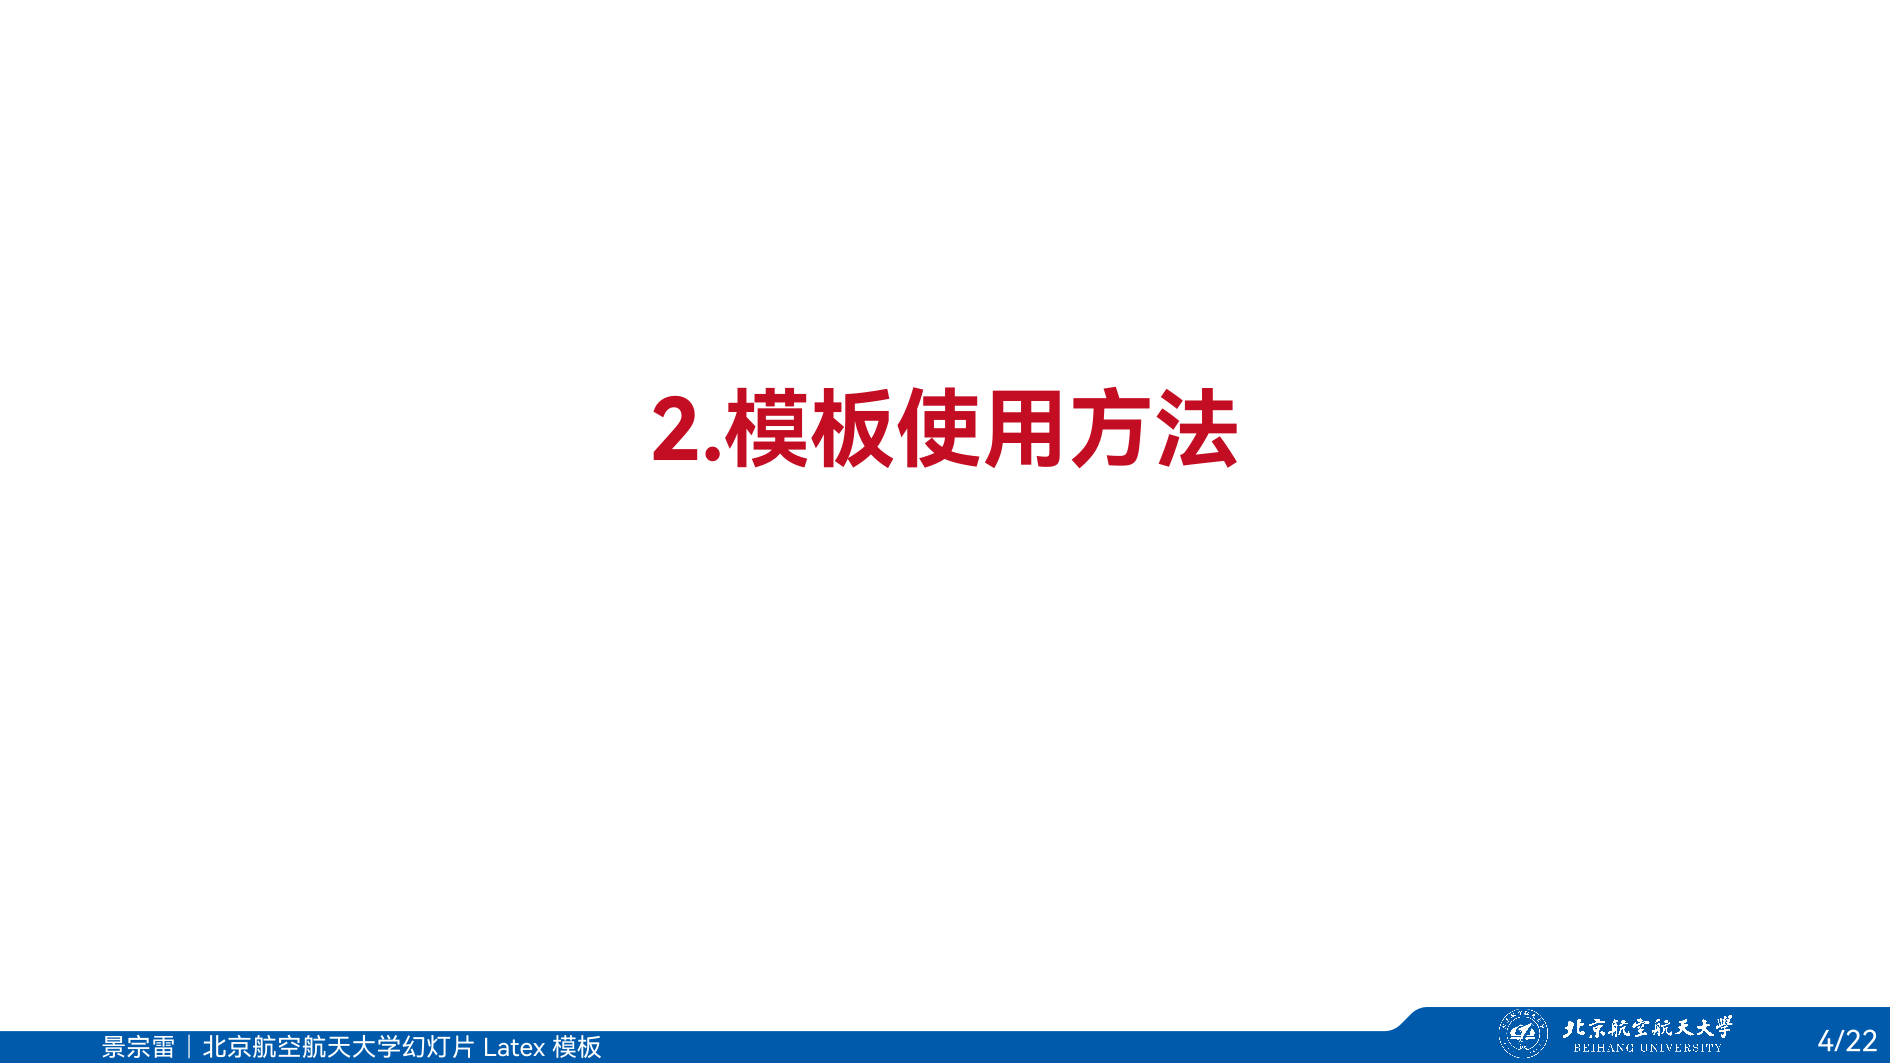 2.模板使用方法
景宗雷｜北京航空航天大学幻灯片 Latex 模板
北京航空航天大學
BEIHANG UNIVERSITY
4/22